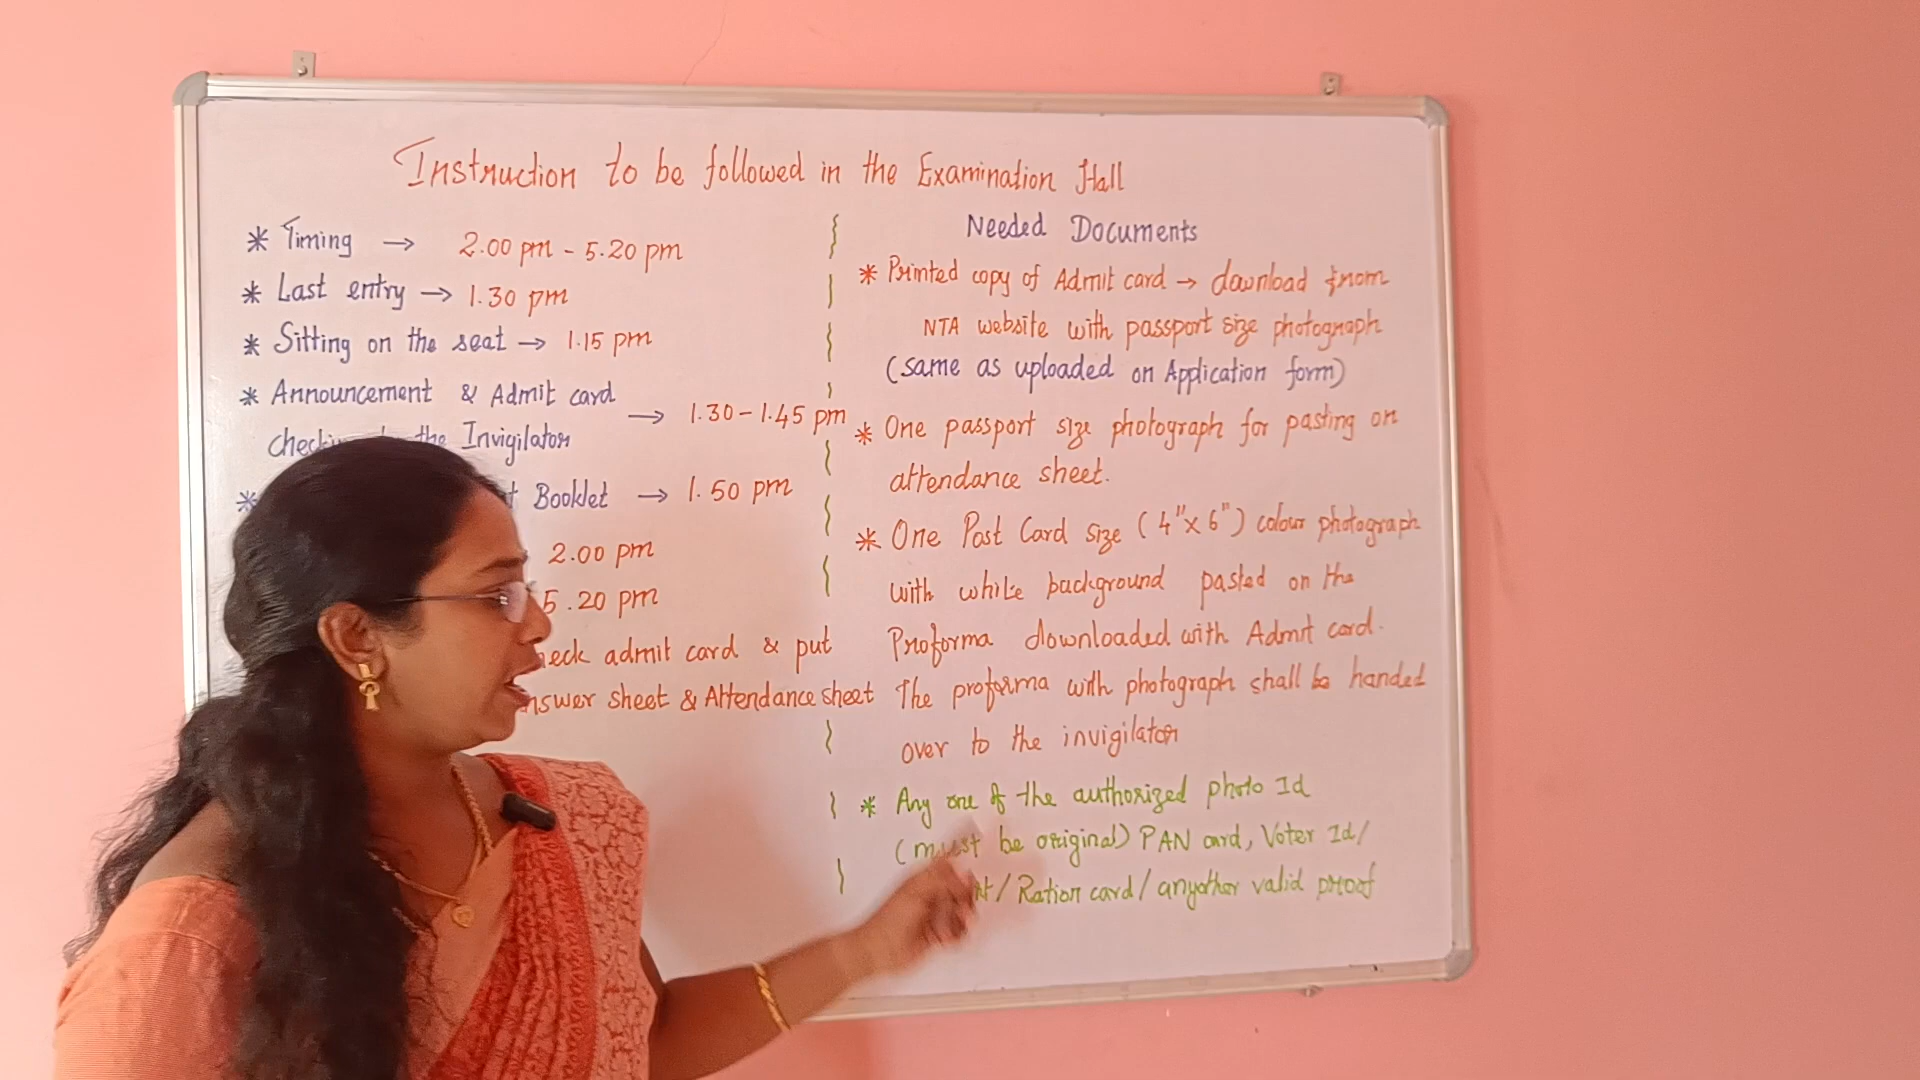 Instruction to be followed in the Examination Hall
* Timing → 2.00 pm - 5.20 pm
* Last entry → 1.30 pm
* Sitting on the seat → 1.15 pm
* Announcement & Admit card
the Invigilator → 1.30 - 1.45 pm
* Booklet → 1.50 pm
2.00 pm
5.20 pm
admit card & put
sheet & Attendance sheet
Needed Documents
* Printed copy of Admit card → download from
NTA website with passport size photograph
(same as uploaded on Application form)
* One passport size photograph for pasting on
attendance sheet.
* One Post Card size (4"x 6") colour photograph
with white background pasted on the
Proforma downloaded with Admit card.
The proforma with photograph shall be handed
over to the invigilator
* Any one of the authorized photo Id
(must be original) PAN card, Voter Id/
/ Ration card / anyother valid proof